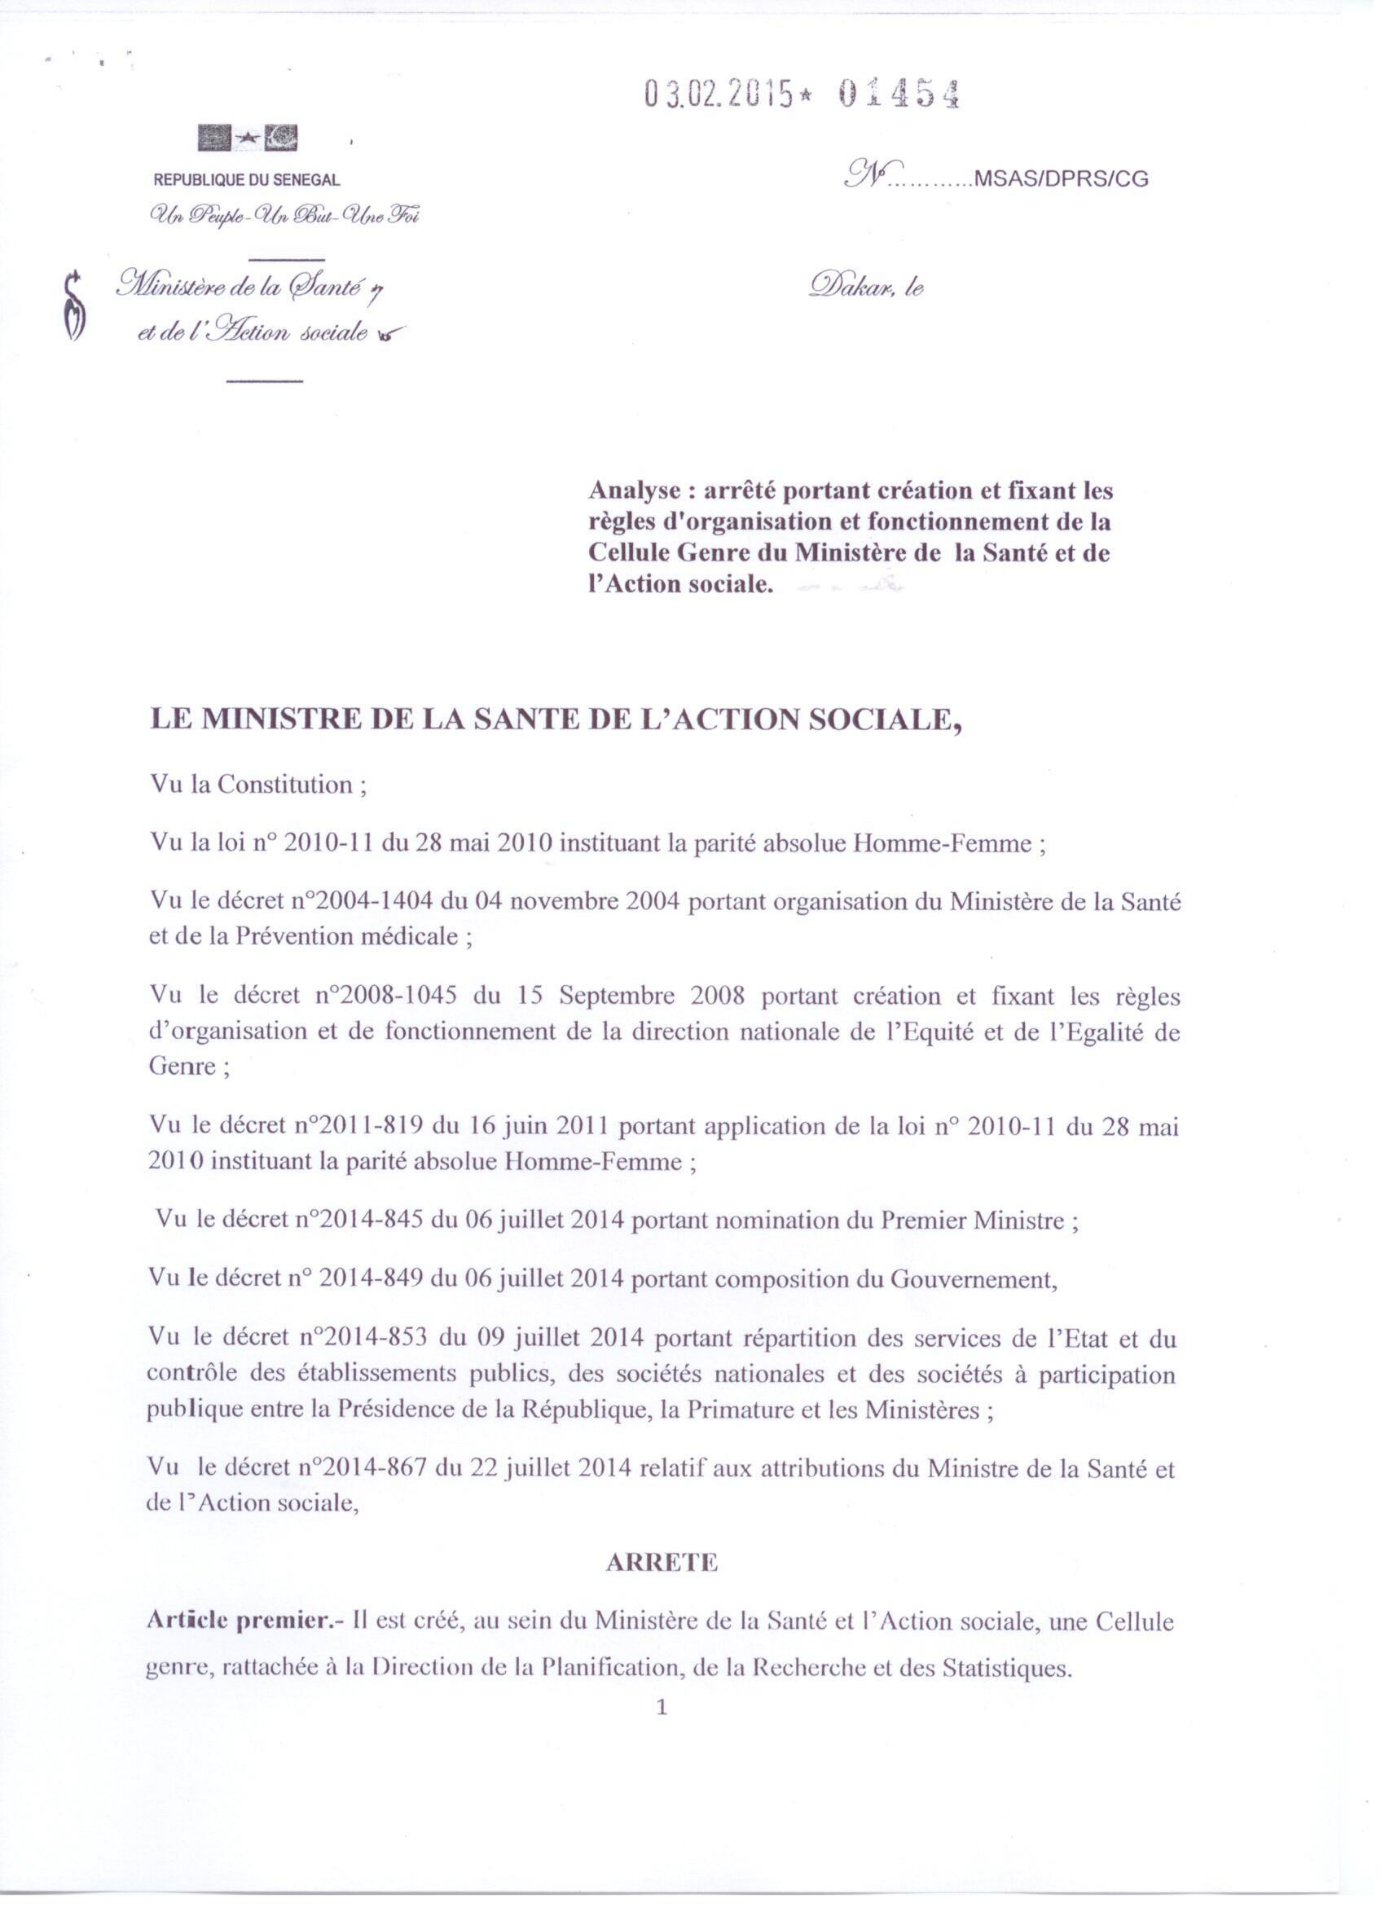 03.02.2015* 01454
REPUBLIQUE DU SENEGAL
Un Peuple-Un But-Une Foi
N°............MSAS/DPRS/CG
Ministère de la Santé
et de l'Action sociale
Dakar, le
Analyse : arrêté portant création et fixant les
règles d'organisation et fonctionnement de la
Cellule Genre du Ministère de la Santé et de
l'Action sociale.
LE MINISTRE DE LA SANTE DE L'ACTION SOCIALE,
Vu la Constitution ;
Vu la loi n° 2010-11 du 28 mai 2010 instituant la parité absolue Homme-Femme ;
Vu le décret n°2004-1404 du 04 novembre 2004 portant organisation du Ministère de la Santé
et de la Prévention médicale ;
Vu le décret n°2008-1045 du 15 Septembre 2008 portant création et fixant les règles
d'organisation et de fonctionnement de la direction nationale de l'Equité et de l'Egalité de
Genre ;
Vu le décret n°2011-819 du 16 juin 2011 portant application de la loi n° 2010-11 du 28 mai
2010 instituant la parité absolue Homme-Femme ;
Vu le décret n°2014-845 du 06 juillet 2014 portant nomination du Premier Ministre ;
Vu le décret n° 2014-849 du 06 juillet 2014 portant composition du Gouvernement,
Vu le décret n°2014-853 du 09 juillet 2014 portant répartition des services de l'Etat et du
contrôle des établissements publics, des sociétés nationales et des sociétés à participation
publique entre la Présidence de la République, la Primature et les Ministères ;
Vu le décret n°2014-867 du 22 juillet 2014 relatif aux attributions du Ministre de la Santé et
de l'Action sociale,
ARRETE
Article premier.- Il est créé, au sein du Ministère de la Santé et l'Action sociale, une Cellule
genre, rattachée à la Direction de la Planification, de la Recherche et des Statistiques.
1